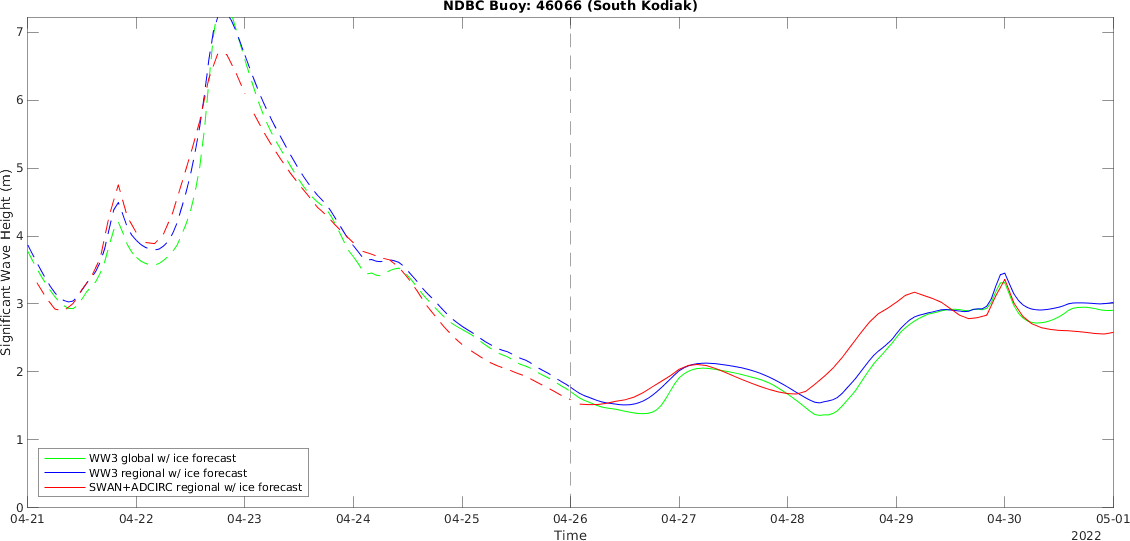 NDBC Buoy: 46066 (South Kodiak)
Significant Wave Height (m)
7
6
5
4
3
2
1
0
WW3 global w/ ice forecast
WW3 regional w/ ice forecast
SWAN+ADCIRC regional w/ ice forecast
04-21 04-22 04-23 04-24 04-25 04-26 04-27 04-28 04-29 04-30 05-01
Time
2022